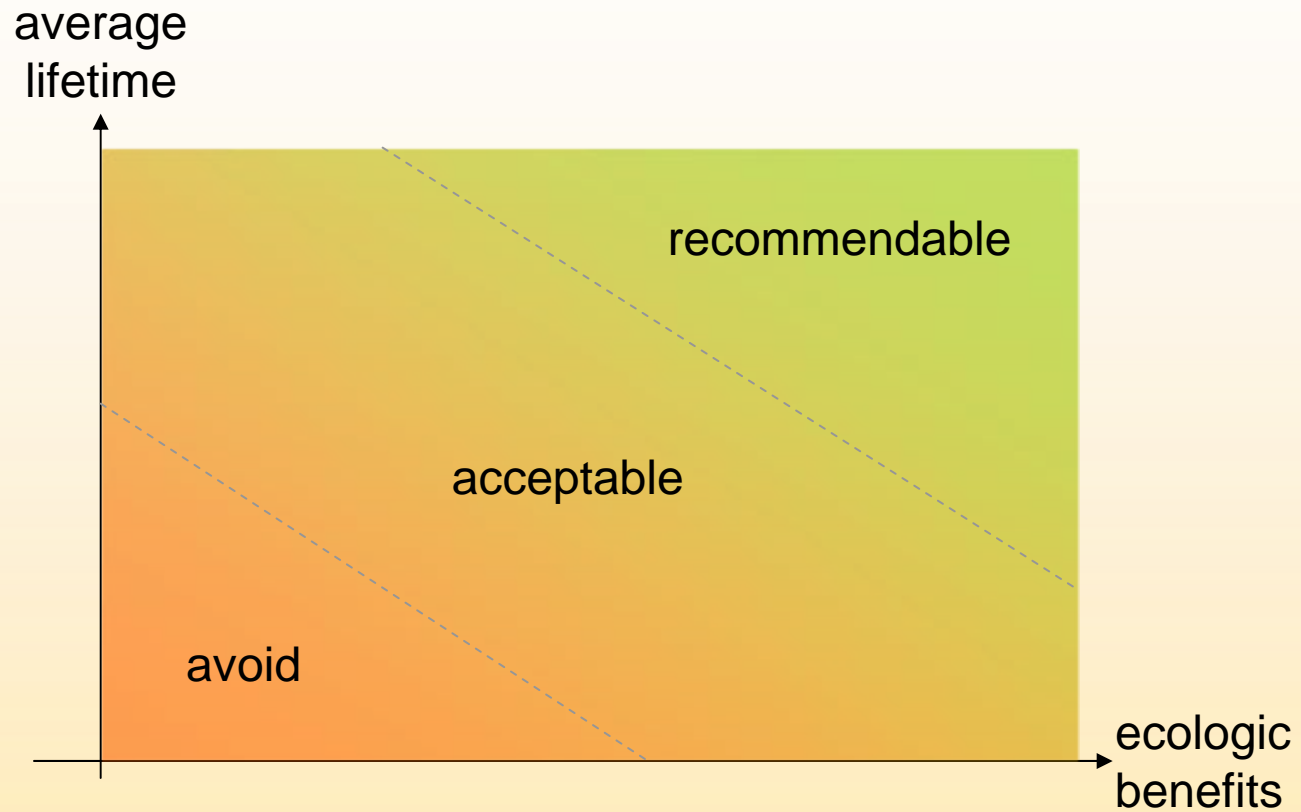 average
lifetime
recommendable
acceptable
avoid
ecologic
benefits